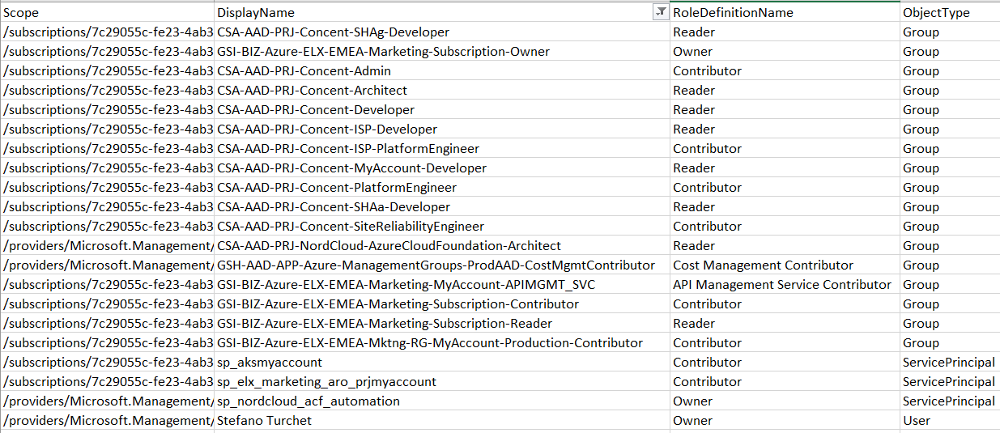 Scope DisplayName RoleDefinitionName ObjectType
/subscriptions/7c29055c-fe23-4ab3 CSA-AAD-PRJ-Concent-SHAg-Developer Reader Group
/subscriptions/7c29055c-fe23-4ab3 GSI-BIZ-Azure-ELX-EMEA-Marketing-Subscription-Owner Owner Group
/subscriptions/7c29055c-fe23-4ab3 CSA-AAD-PRJ-Concent-Admin Contributor Group
/subscriptions/7c29055c-fe23-4ab3 CSA-AAD-PRJ-Concent-Architect Reader Group
/subscriptions/7c29055c-fe23-4ab3 CSA-AAD-PRJ-Concent-Developer Reader Group
/subscriptions/7c29055c-fe23-4ab3 CSA-AAD-PRJ-Concent-ISP-Developer Reader Group
/subscriptions/7c29055c-fe23-4ab3 CSA-AAD-PRJ-Concent-ISP-PlatformEngineer Contributor Group
/subscriptions/7c29055c-fe23-4ab3 CSA-AAD-PRJ-Concent-MyAccount-Developer Reader Group
/subscriptions/7c29055c-fe23-4ab3 CSA-AAD-PRJ-Concent-PlatformEngineer Contributor Group
/subscriptions/7c29055c-fe23-4ab3 CSA-AAD-PRJ-Concent-SHAa-Developer Reader Group
/subscriptions/7c29055c-fe23-4ab3 CSA-AAD-PRJ-Concent-SiteReliabilityEngineer Contributor Group
/providers/Microsoft.Management/ CSA-AAD-PRJ-NordCloud-AzureCloudFoundation-Architect Reader Group
/providers/Microsoft.Management/ GSH-AAD-APP-Azure-ManagementGroups-ProdAAD-CostMgmtContributor Cost Management Contributor Group
/subscriptions/7c29055c-fe23-4ab3 GSI-BIZ-Azure-ELX-EMEA-Marketing-MyAccount-APIMGMT_SVC API Management Service Contributor Group
/subscriptions/7c29055c-fe23-4ab3 GSI-BIZ-Azure-ELX-EMEA-Marketing-Subscription-Contributor Contributor Group
/subscriptions/7c29055c-fe23-4ab3 GSI-BIZ-Azure-ELX-EMEA-Marketing-Subscription-Reader Reader Group
/subscriptions/7c29055c-fe23-4ab3 GSI-BIZ-Azure-ELX-EMEA-Mktng-RG-MyAccount-Production-Contributor Contributor Group
/subscriptions/7c29055c-fe23-4ab3 sp_aksmyaccount Contributor ServicePrincipal
/subscriptions/7c29055c-fe23-4ab3 sp_elx_marketing_aro_prjmyaccount Contributor ServicePrincipal
/providers/Microsoft.Management/ sp_nordcloud_acf_automation Owner ServicePrincipal
/providers/Microsoft.Management/ Stefano Turchet Owner User